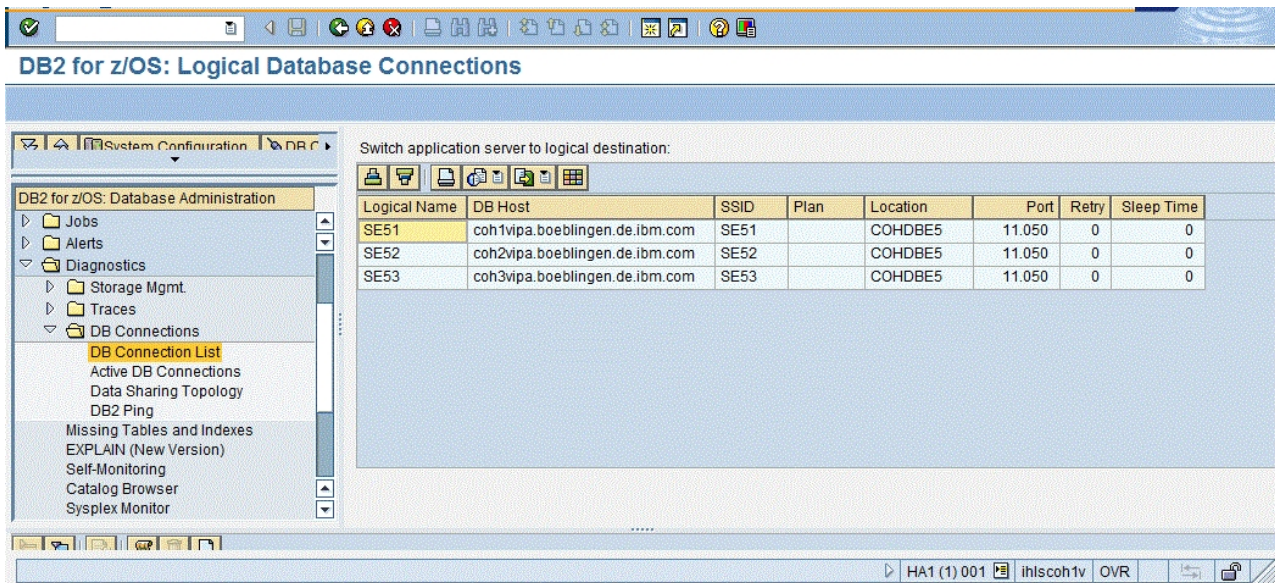 DB2 for z/OS: Logical Database Connections
System Configuration DB C
Switch application server to logical destination:
DB2 for z/OS: Database Administration
Jobs
Alerts
Diagnostics
Storage Mgmt.
Traces
DB Connections
DB Connection List
Active DB Connections
Data Sharing Topology
DB2 Ping
Missing Tables and Indexes
EXPLAIN (New Version)
Self-Monitoring
Catalog Browser
Sysplex Monitor
Logical Name DB Host SSID Plan Location Port Retry Sleep Time
SE51 coh1vipa.boeblingen.de.ibm.com SE51 COHDBE5 11.050 0 0
SE52 coh2vipa.boeblingen.de.ibm.com SE52 COHDBE5 11.050 0 0
SE53 coh3vipa.boeblingen.de.ibm.com SE53 COHDBE5 11.050 0 0
HA1 (1) 001 ihlscoh1v OVR